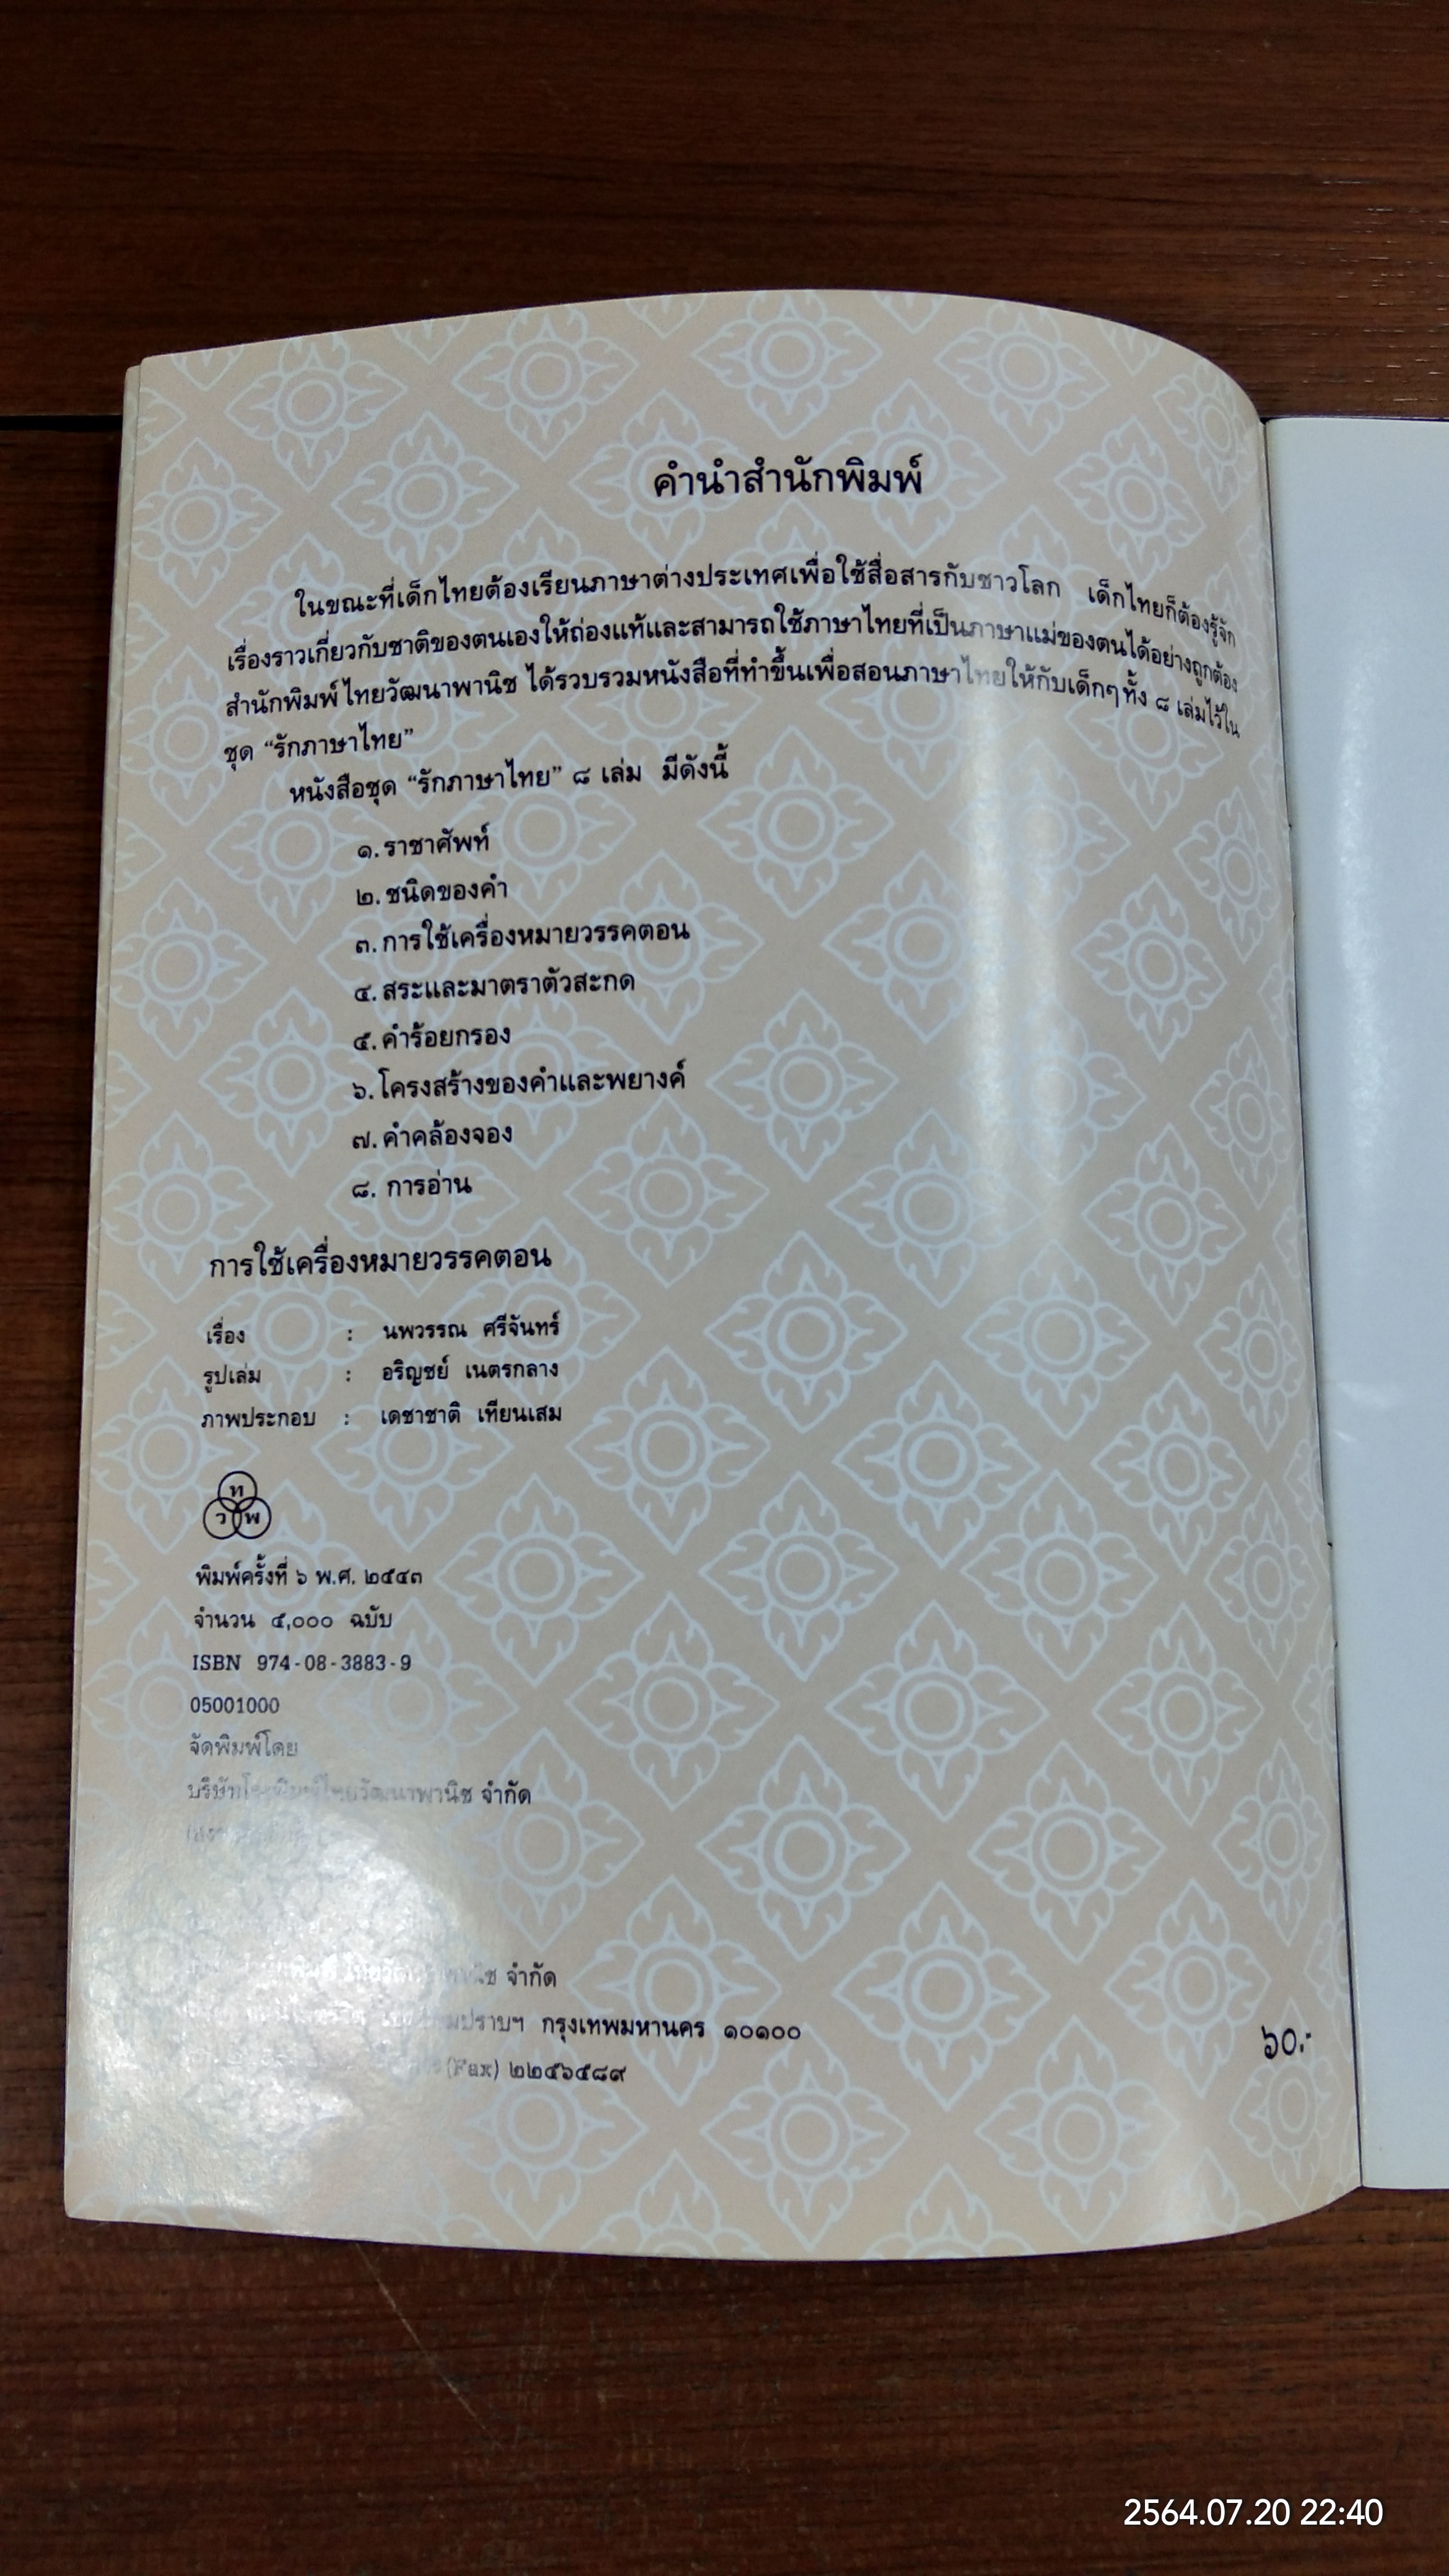 คำนำสำนักพิมพ์
ในขณะที่เด็กไทยต้องเรียนภาษาต่างประเทศเพื่อใช้สื่อสารกับชาวโลก เด็กไทยก็ต้องรู้จัก
เรื่องราวเกี่ยวกับชาติของตนเองให้ถ่องแท้และสามารถใช้ภาษาไทยที่เป็นภาษาแม่ของตนได้อย่างถูกต้อง
สำนักพิมพ์ไทยวัฒนาพานิช ได้รวบรวมหนังสือที่ทำขึ้นเพื่อสอนภาษาไทยให้กับเด็กๆ ทั้ง ๘ เล่มไว้ใน
ชุด “รักภาษาไทย”
หนังสือชุด “รักภาษาไทย” ๘ เล่ม มีดังนี้
๑. ราชาศัพท์
๒. ชนิดของคำ
๓. การใช้เครื่องหมายวรรคตอน
๔. สระและมาตราตัวสะกด
๕. คำร้อยกรอง
๖. โครงสร้างของคำและพยางค์
๗. คำคล้องจอง
๘. การอ่าน
การใช้เครื่องหมายวรรคตอน
เรื่อง : นพวรรณ ศรีจันทร์
รูปเล่ม : อริญชย์ เนตรกลาง
ภาพประกอบ : เดชาชาติ เทียนเสม
ท
ว พ
พิมพ์ครั้งที่ ๖ พ.ศ. ๒๕๔๓
จำนวน ๕,๐๐๐ ฉบับ
ISBN 974-08-3883-9
05001000
จัดพิมพ์โดย
บริษัทโรงพิมพ์ไทยวัฒนาพานิช จำกัด
จำกัด
กรุงเทพมหานคร ๑๐๑๐๐
(Fax) ๒๒๕๖๕๘๙
๖๐.-
2564.07.20 22:40